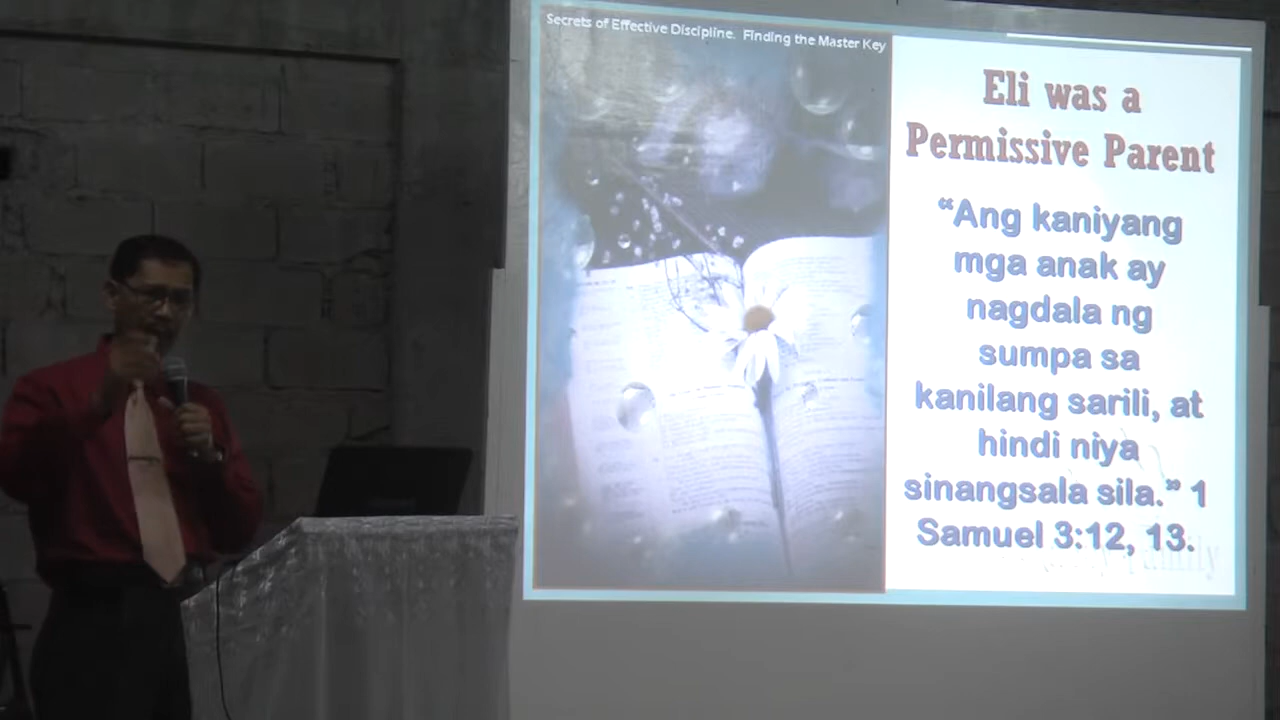 Secrets of Effective Discipline. Finding the Master Key
Eli was a
Permissive Parent
“Ang kaniyang
mga anak ay
nagdala ng
sumpa sa
kanilang sarili, at
hindi niya
sinangsala sila.” 1
Samuel 3:12, 13.
Family